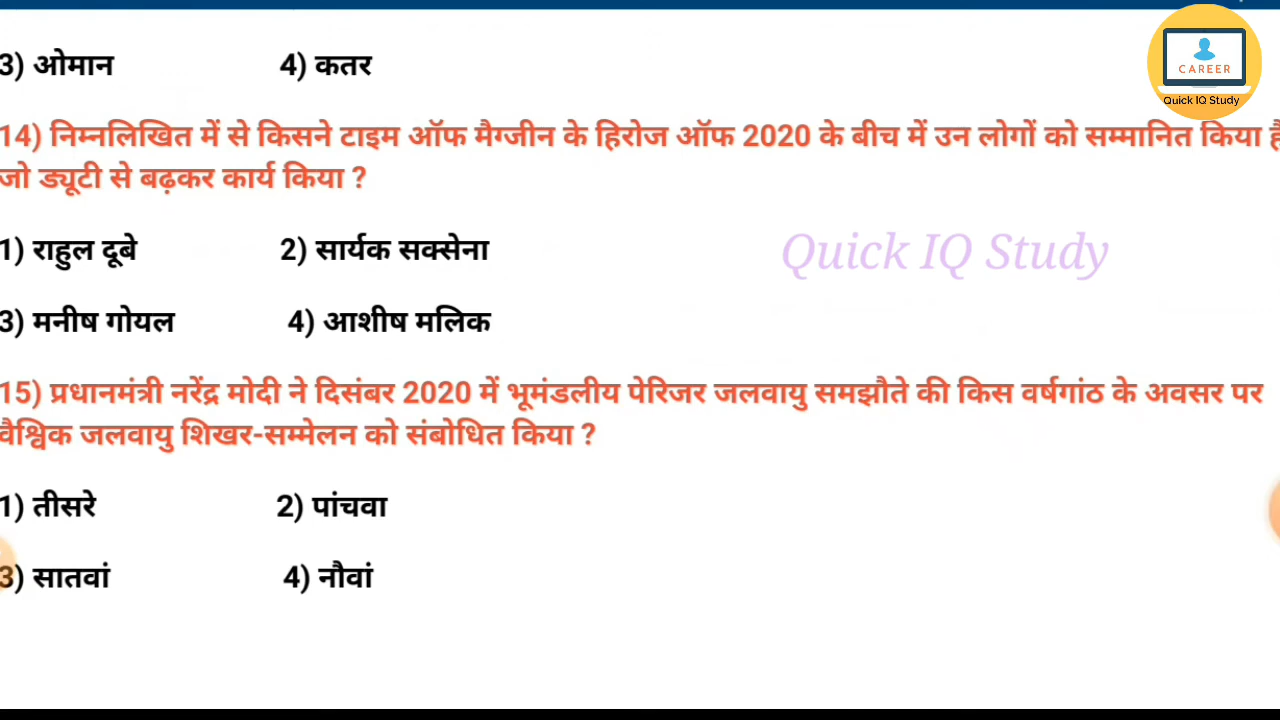 3) ओमान 4) कतर
CAREER
Quick IQ Study
14) निम्नलिखित में से किसने टाइम ऑफ मैग्जीन के हिरोज ऑफ 2020 के बीच में उन लोगों को सम्मानित किया है
जो ड्यूटी से बढ़कर कार्य किया ?
1) राहुल दूबे 2) सार्यक सक्सेना
Quick IQ Study
3) मनीष गोयल 4) आशीष मलिक
15) प्रधानमंत्री नरेंद्र मोदी ने दिसंबर 2020 में भूमंडलीय पेरिजर जलवायु समझौते की किस वर्षगांठ के अवसर पर
वैश्विक जलवायु शिखर-सम्मेलन को संबोधित किया ?
1) तीसरे 2) पांचवा
3) सातवां 4) नौवां